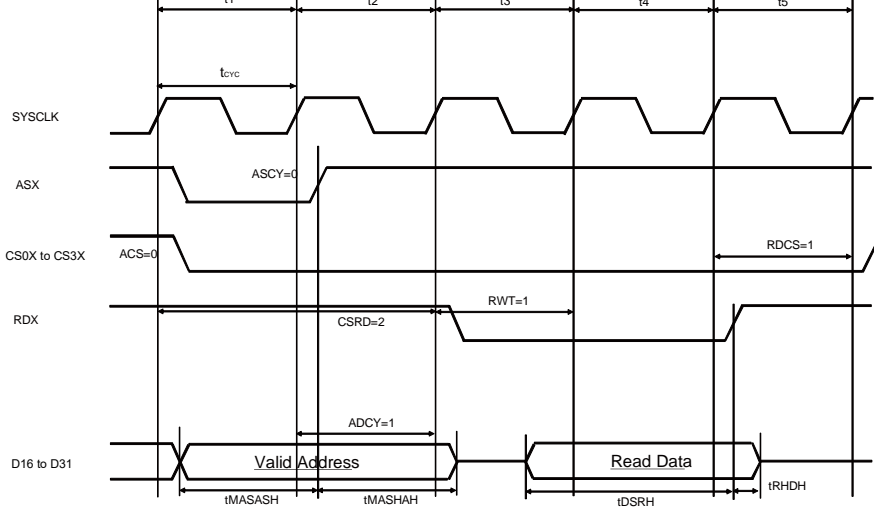 t1 t2 t3 t4 t5
tCYC
SYSCLK
ASX ASCY=0
CS0X to CS3X ACS=0 RDCS=1
RDX CSRD=2 RWT=1
ADCY=1
D16 to D31 Valid Address Read Data
tMASASH tMASHAH tDSRH tRHDH